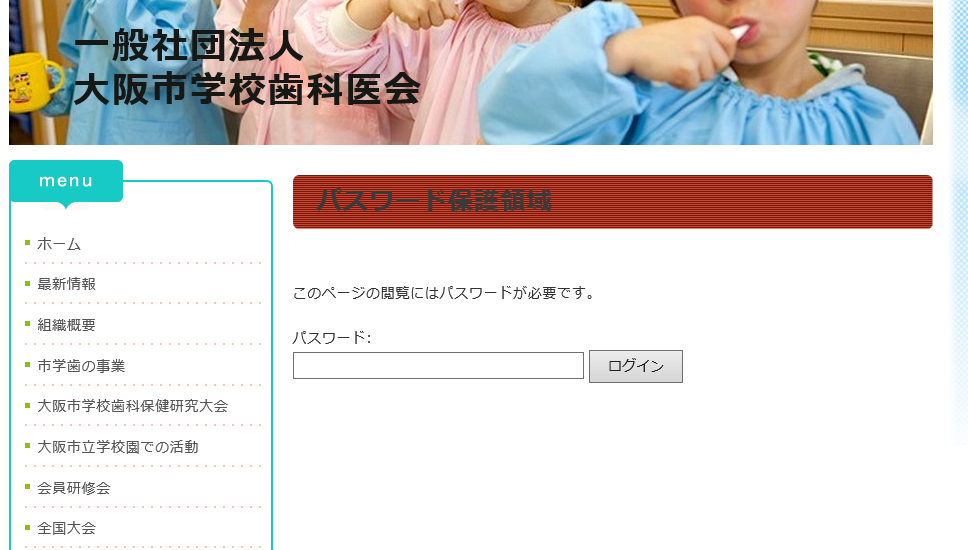 一般社団法人
大阪市学校歯科医会
menu
ホーム
最新情報
組織概要
市学歯の事業
大阪市学校歯科保健研究大会
大阪市立学校園での活動
会員研修会
全国大会
パスワード保護領域
このページの閲覧にはパスワードが必要です。
パスワード:
ログイン